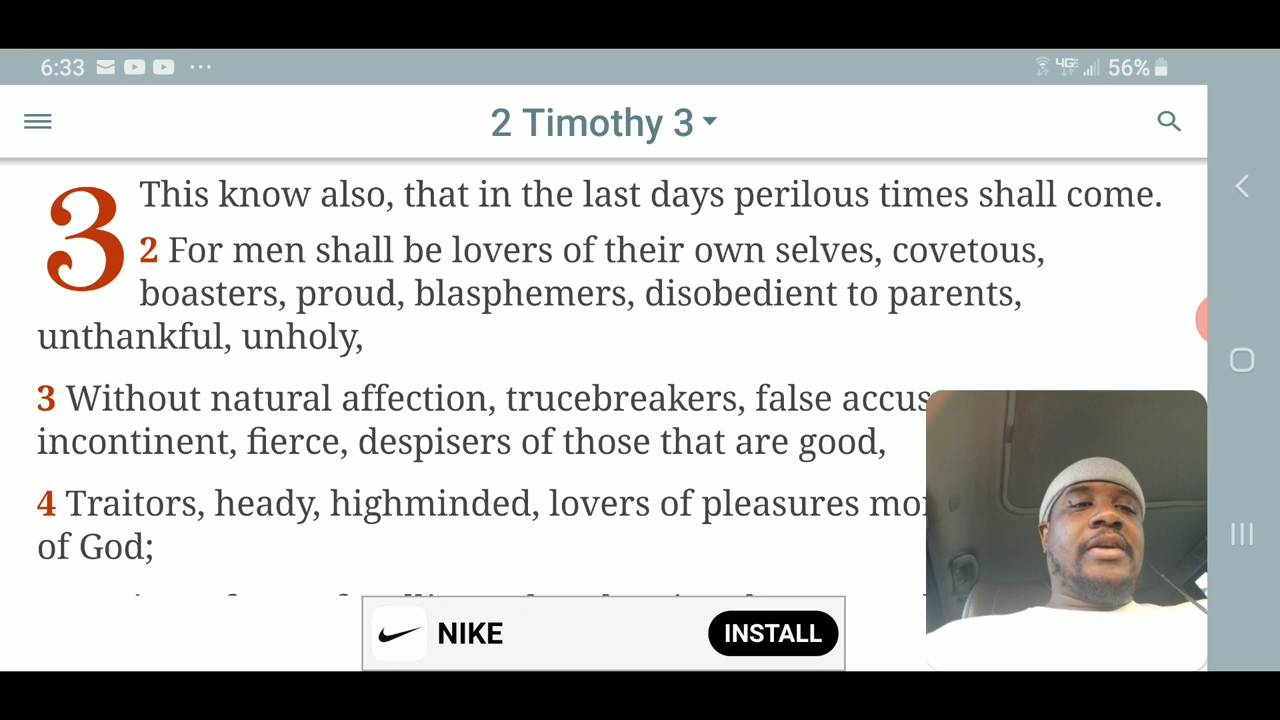 6:33
4G 56%
2 Timothy 3
3
This know also, that in the last days perilous times shall come.
2 For men shall be lovers of their own selves, covetous,
boasters, proud, blasphemers, disobedient to parents,
unthankful, unholy,
3 Without natural affection, trucebreakers, false accus
incontinent, fierce, despisers of those that are good,
4 Traitors, heady, highminded, lovers of pleasures
of God;
NIKE
INSTALL